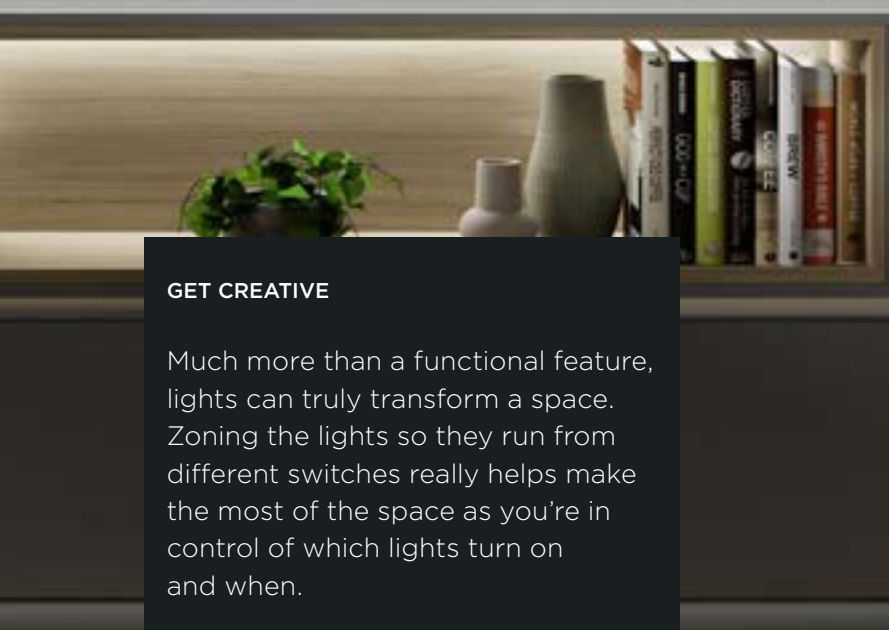 BREW
GET CREATIVE
Much more than a functional feature,
lights can truly transform a space.
Zoning the lights so they run from
different switches really helps make
the most of the space as you’re in
control of which lights turn on
and when.